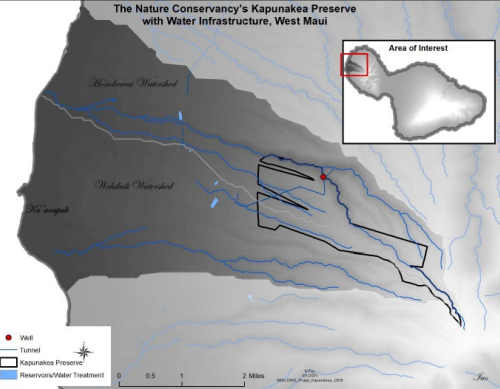 The Nature Conservancy's Kapunakea Preserve
with Water Infrastructure, West Maui
Area of Interest
Honokowai Watershed
Wahikuli Watershed
Ka'anapali
Well
Tunnel
Kapunakea Preserve
Reservoirs/Water Treatment
0 0.5 1 2 Miles
Iao